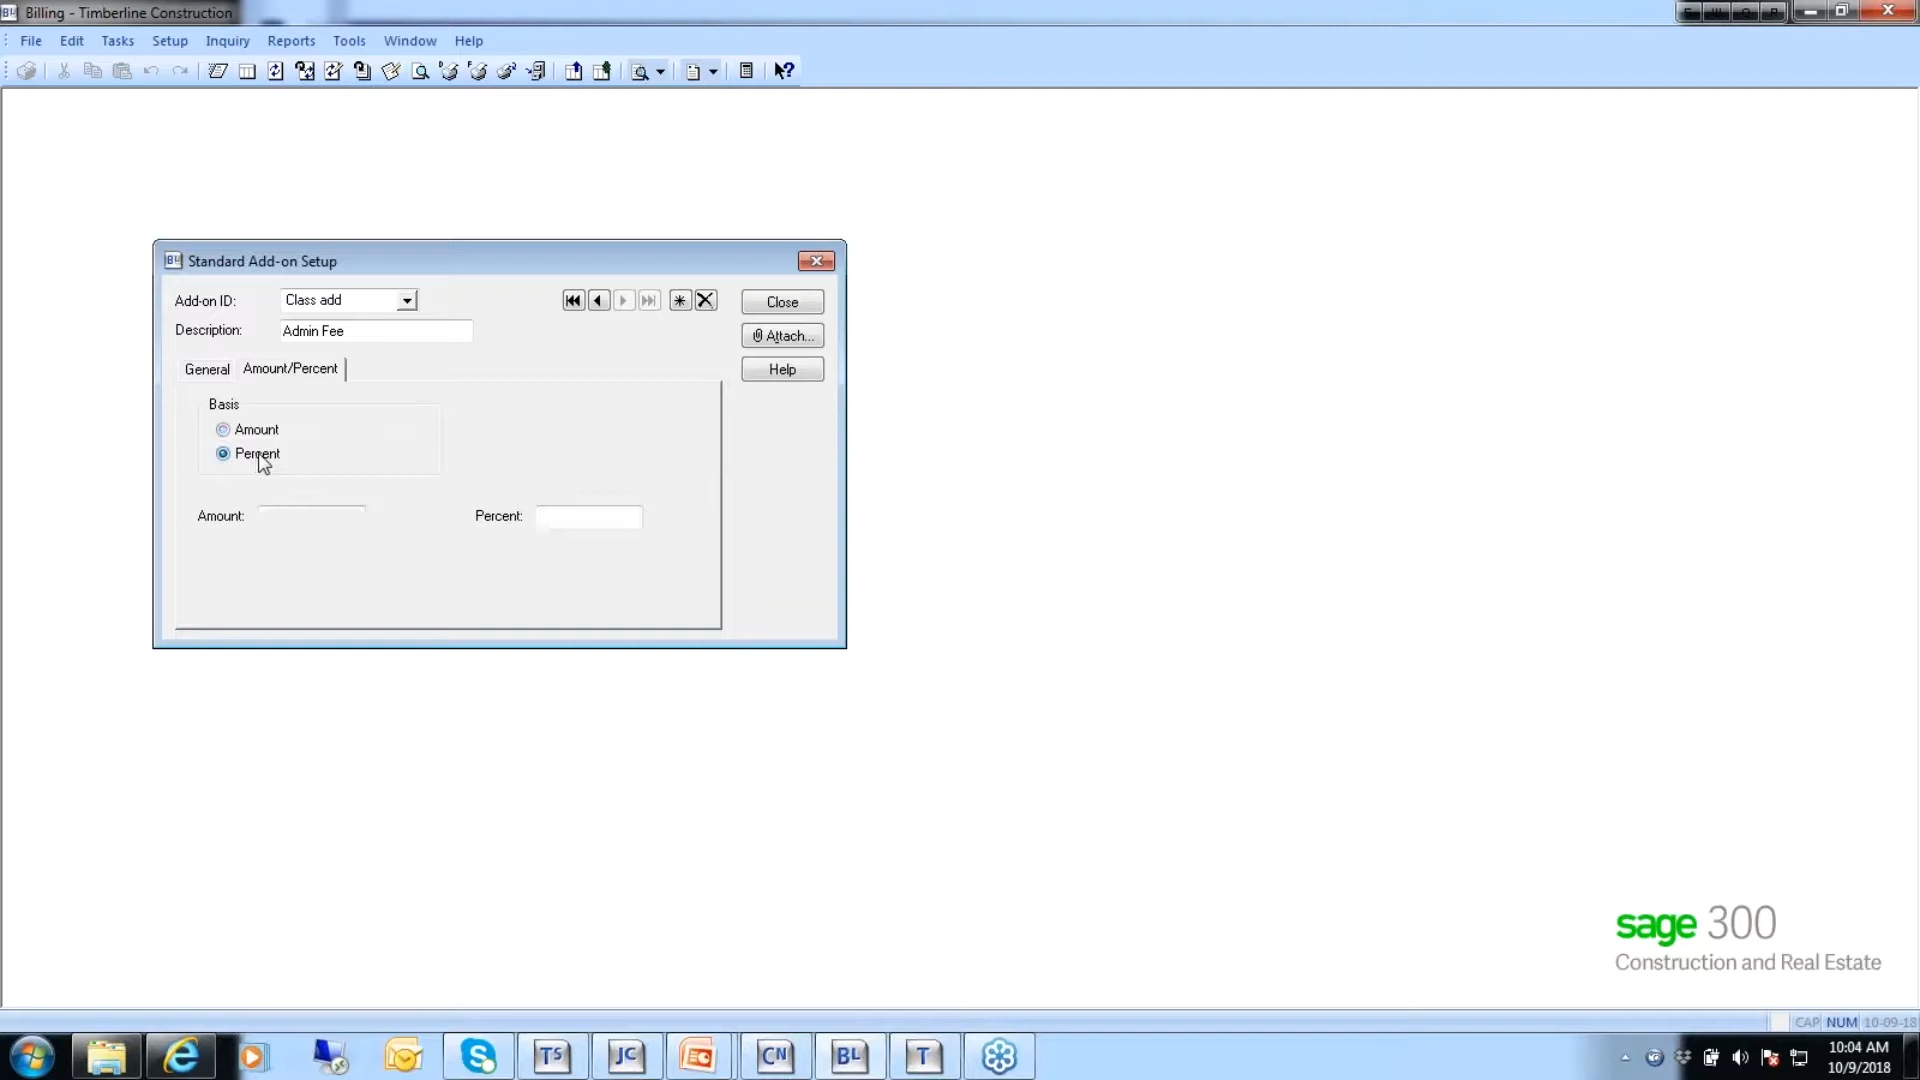 Billing - Timberline Construction
File Edit Tasks Setup Inquiry Reports Tools Window Help
Standard Add-on Setup
Add-on ID: Class add
Close
Description: Admin Fee
Attach...
General Amount/Percent
Help
Basis
Amount
Percent
Amount: Percent:
sage 300
Construction and Real Estate
CAP NUM 10-09-18
TS JC CN BL T
10:04 AM
10/9/2018